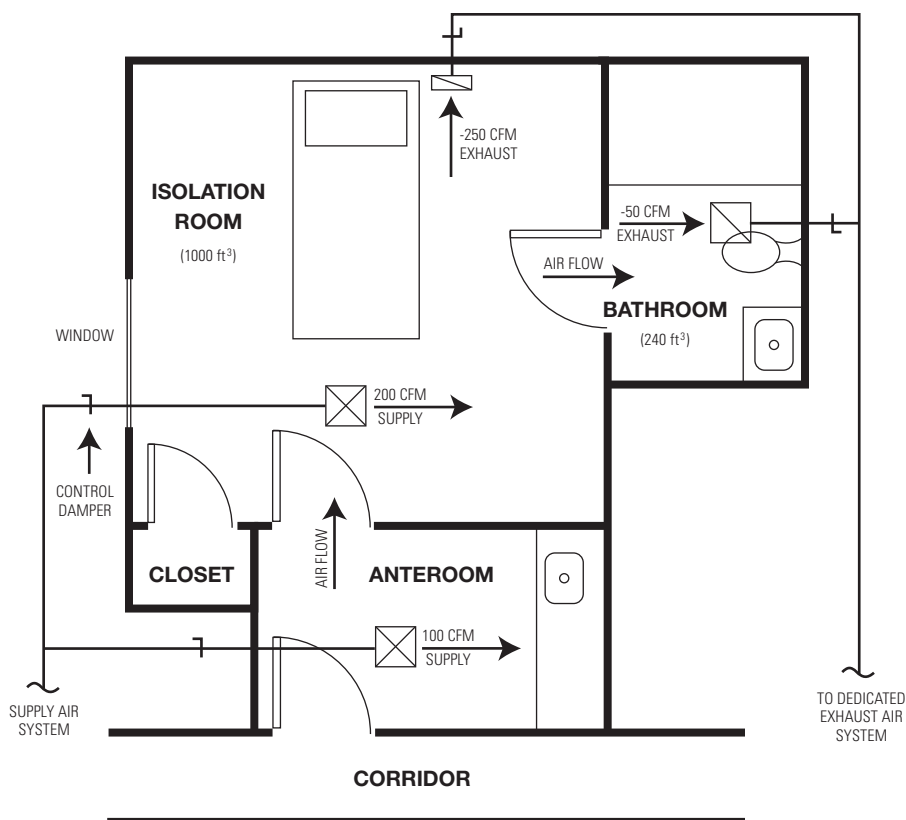 -250 CFM
EXHAUST
ISOLATION
ROOM
(1000 ft³)
-50 CFM
EXHAUST
AIR FLOW
BATHROOM
(240 ft³)
WINDOW
200 CFM
SUPPLY
CONTROL
DAMPER
AIR FLOW
CLOSET
ANTEROOM
100 CFM
SUPPLY
SUPPLY AIR
SYSTEM
TO DEDICATED
EXHAUST AIR
SYSTEM
CORRIDOR